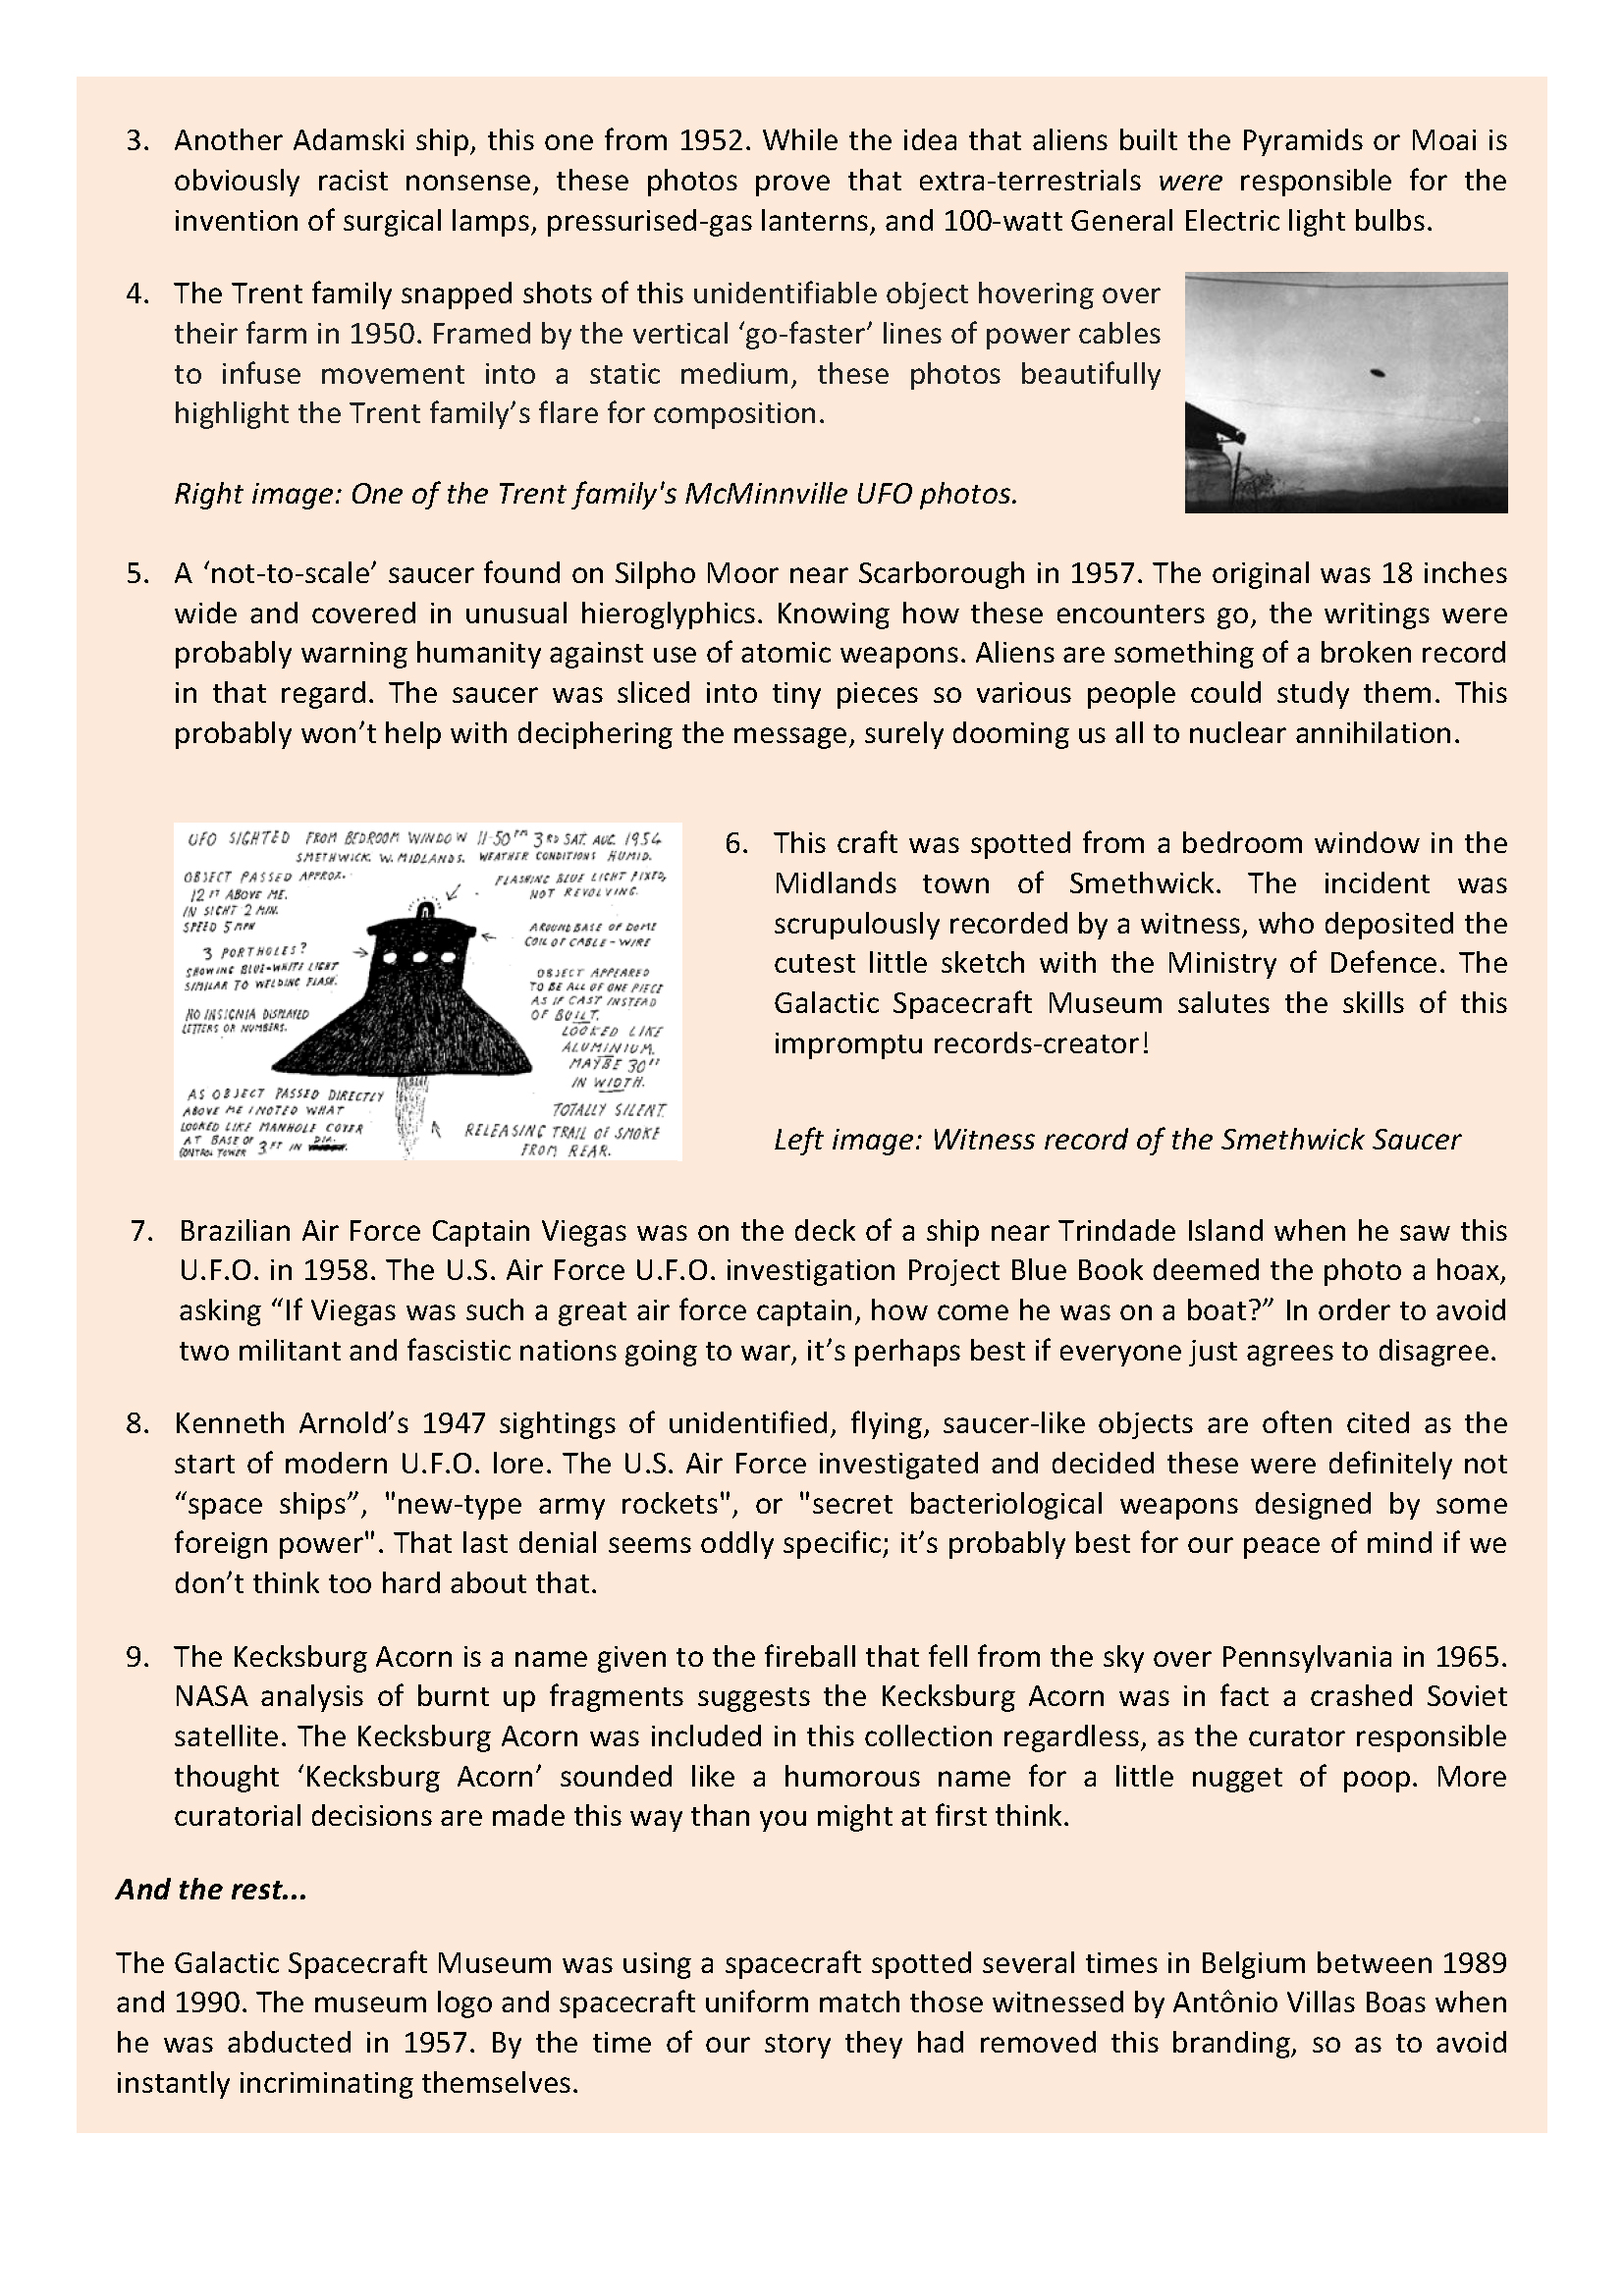 3. Another Adamski ship, this one from 1952. While the idea that aliens built the Pyramids or Moai is
obviously racist nonsense, these photos prove that extra-terrestrials were responsible for the
invention of surgical lamps, pressurised-gas lanterns, and 100-watt General Electric light bulbs.
4. The Trent family snapped shots of this unidentifiable object hovering over
their farm in 1950. Framed by the vertical ‘go-faster’ lines of power cables
to infuse movement into a static medium, these photos beautifully
highlight the Trent family’s flare for composition.
Right image: One of the Trent family's McMinnville UFO photos.
5. A ‘not-to-scale’ saucer found on Silpho Moor near Scarborough in 1957. The original was 18 inches
wide and covered in unusual hieroglyphics. Knowing how these encounters go, the writings were
probably warning humanity against use of atomic weapons. Aliens are something of a broken record
in that regard. The saucer was sliced into tiny pieces so various people could study them. This
probably won’t help with deciphering the message, surely dooming us all to nuclear annihilation.
UFO SIGHTED FROM BEDROOM WINDOW 11-50 PM 3RD SAT. AUG. 1954
SMETHWICK. W. MIDLANDS. WEATHER CONDITIONS HUMID.
OBJECT PASSED APPROX.
12 FT ABOVE ME.
IN SIGHT 2 MIN.
SPEED 5 MPH
FLASHING BLUE LIGHT FIXED,
NOT REVOLVING.
3 PORTHOLES?
SHOWING BLUE-WHITE LIGHT
SIMILAR TO WELDING FLASH.
AROUND BASE OF DOME
COIL OF CABLE-WIRE
NO INSIGNIA DISPLAYED
LETTERS OR NUMBERS.
OBJECT APPEARED
TO BE ALL OF ONE PIECE
AS IF CAST INSTEAD
OF BUILT.
LOOKED LIKE
ALUMINIUM.
MAYBE 30"
IN WIDTH.
AS OBJECT PASSED DIRECTLY
ABOVE ME I NOTED WHAT
LOOKED LIKE MANHOLE COVER
AT BASE OF
CONTROL TOWER 3 FT IN DIA.
TOTALLY SILENT.
RELEASING TRAIL OF SMOKE
FROM REAR.
6. This craft was spotted from a bedroom window in the
Midlands town of Smethwick. The incident was
scrupulously recorded by a witness, who deposited the
cutest little sketch with the Ministry of Defence. The
Galactic Spacecraft Museum salutes the skills of this
impromptu records-creator!
Left image: Witness record of the Smethwick Saucer
7. Brazilian Air Force Captain Viegas was on the deck of a ship near Trindade Island when he saw this
U.F.O. in 1958. The U.S. Air Force U.F.O. investigation Project Blue Book deemed the photo a hoax,
asking “If Viegas was such a great air force captain, how come he was on a boat?” In order to avoid
two militant and fascistic nations going to war, it’s perhaps best if everyone just agrees to disagree.
8. Kenneth Arnold’s 1947 sightings of unidentified, flying, saucer-like objects are often cited as the
start of modern U.F.O. lore. The U.S. Air Force investigated and decided these were definitely not
“space ships”, "new-type army rockets", or "secret bacteriological weapons designed by some
foreign power". That last denial seems oddly specific; it’s probably best for our peace of mind if we
don’t think too hard about that.
9. The Kecksburg Acorn is a name given to the fireball that fell from the sky over Pennsylvania in 1965.
NASA analysis of burnt up fragments suggests the Kecksburg Acorn was in fact a crashed Soviet
satellite. The Kecksburg Acorn was included in this collection regardless, as the curator responsible
thought ‘Kecksburg Acorn’ sounded like a humorous name for a little nugget of poop. More
curatorial decisions are made this way than you might at first think.
And the rest...
The Galactic Spacecraft Museum was using a spacecraft spotted several times in Belgium between 1989
and 1990. The museum logo and spacecraft uniform match those witnessed by Antônio Villas Boas when
he was abducted in 1957. By the time of our story they had removed this branding, so as to avoid
instantly incriminating themselves.